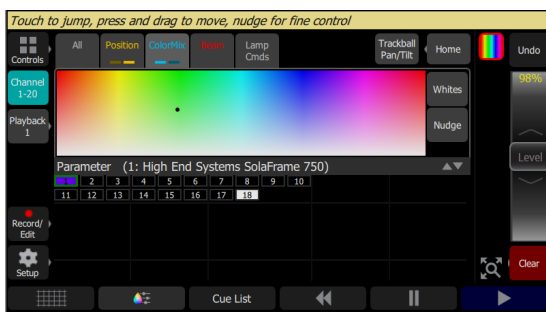 Touch to jump, press and drag to move, nudge for fine control
Controls
All
Position
ColorMix
Beam
Lamp
Cmds
Trackball
Pan/Tilt
Home
Undo
Channel
1-20
Whites
98%
Playback
1
Nudge
Level
Parameter (1: High End Systems SolaFrame 750)
1 2 3 4 5 6 7 8 9 10
11 12 13 14 15 16 17 18
Record/
Edit
Setup
Clear
Cue List